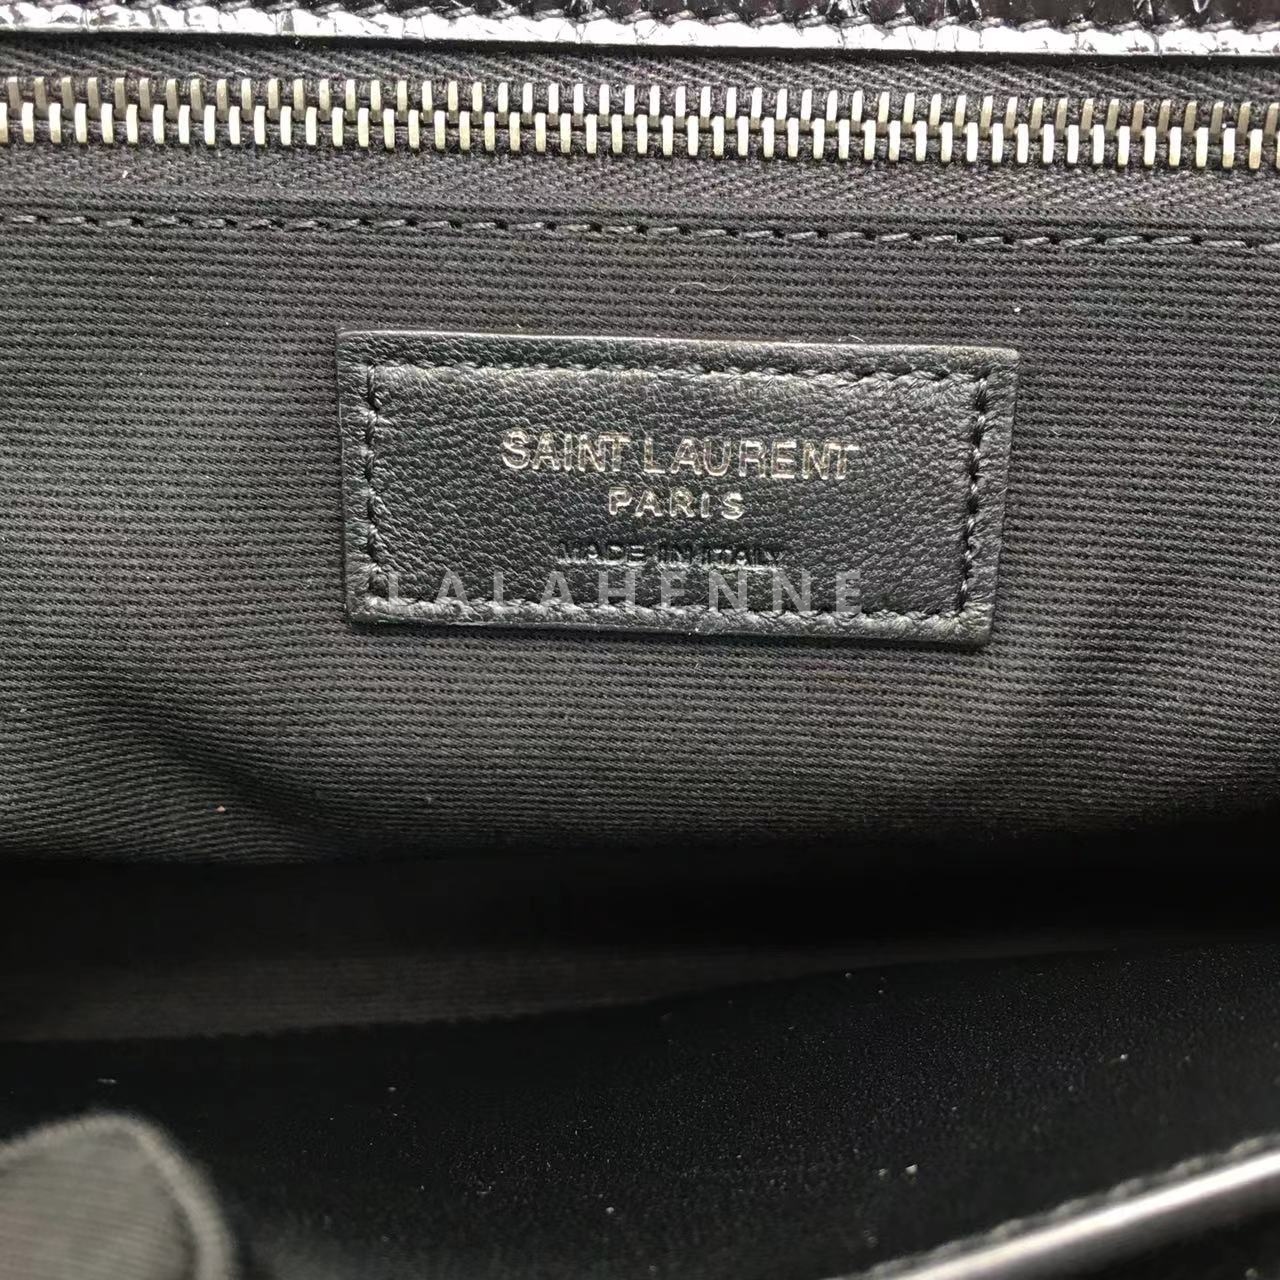 SAINT LAURENT
PARIS
MADE IN ITALY
LALAHENNE